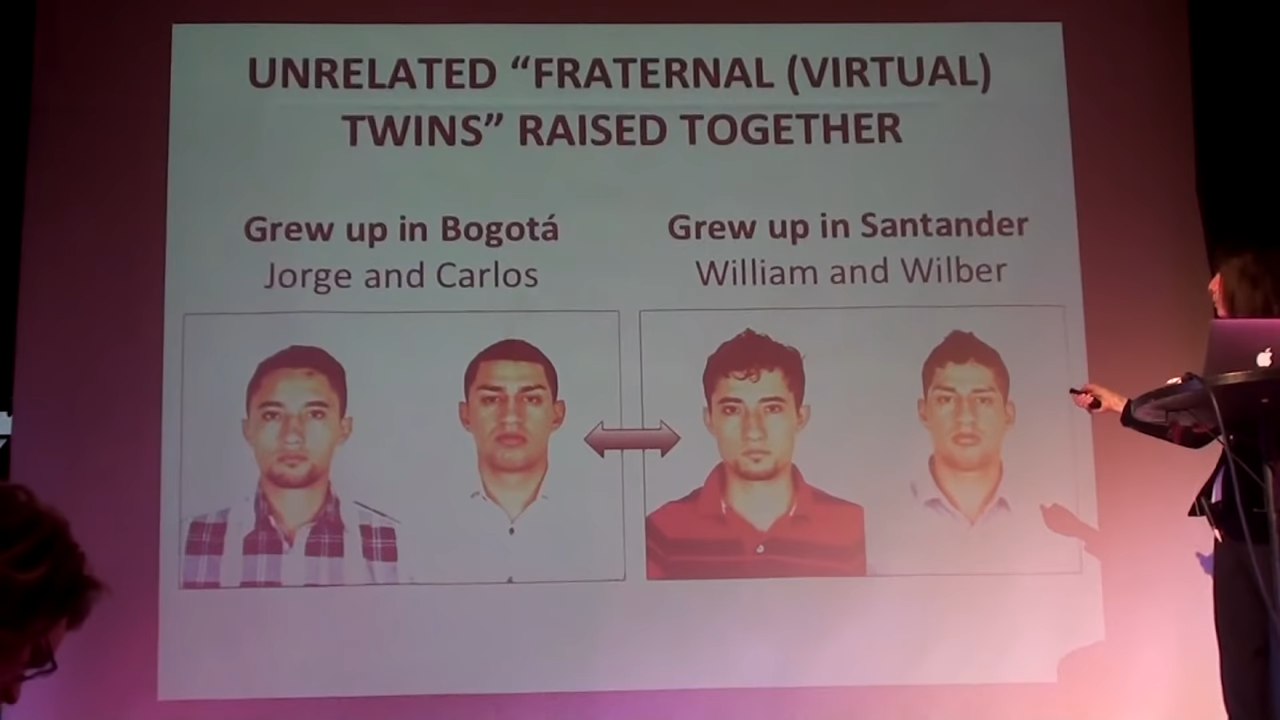 UNRELATED “FRATERNAL (VIRTUAL)
TWINS” RAISED TOGETHER
Grew up in Bogotá
Jorge and Carlos
Grew up in Santander
William and Wilber